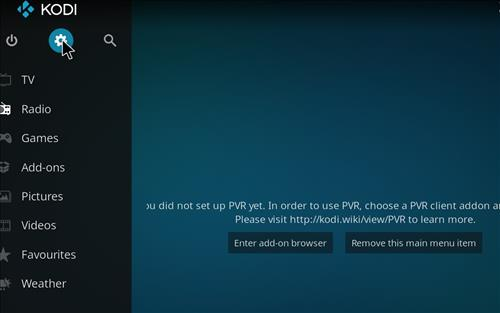 KODI
TV
Radio
Games
Add-ons
Pictures
Videos
Favourites
Weather
did not set up PVR yet. In order to use PVR, choose a PVR client addon
Please visit http://kodi.wiki/view/PVR to learn more.
Enter add-on browser
Remove this main menu item